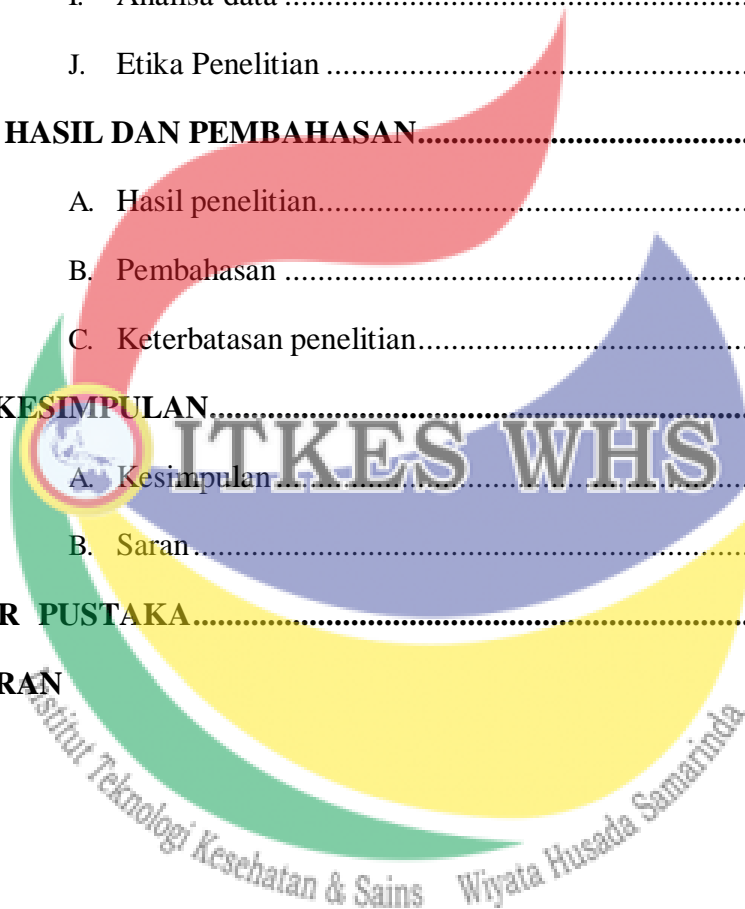 I. Analisa data ........................................................
J. Etika Penelitian ...................................................
HASIL DAN PEMBAHASAN........................................
A. Hasil penelitian....................................................
B. Pembahasan ........................................................
C. Keterbatasan penelitian........................................
KESIMPULAN.................................................................
ITKES WHS
A. Kesimpulan.........................................................
B. Saran...................................................................
R PUSTAKA...................................................................
RAN
Institut Teknologi Kesehatan & Sains Wiyata Husada Samarinda